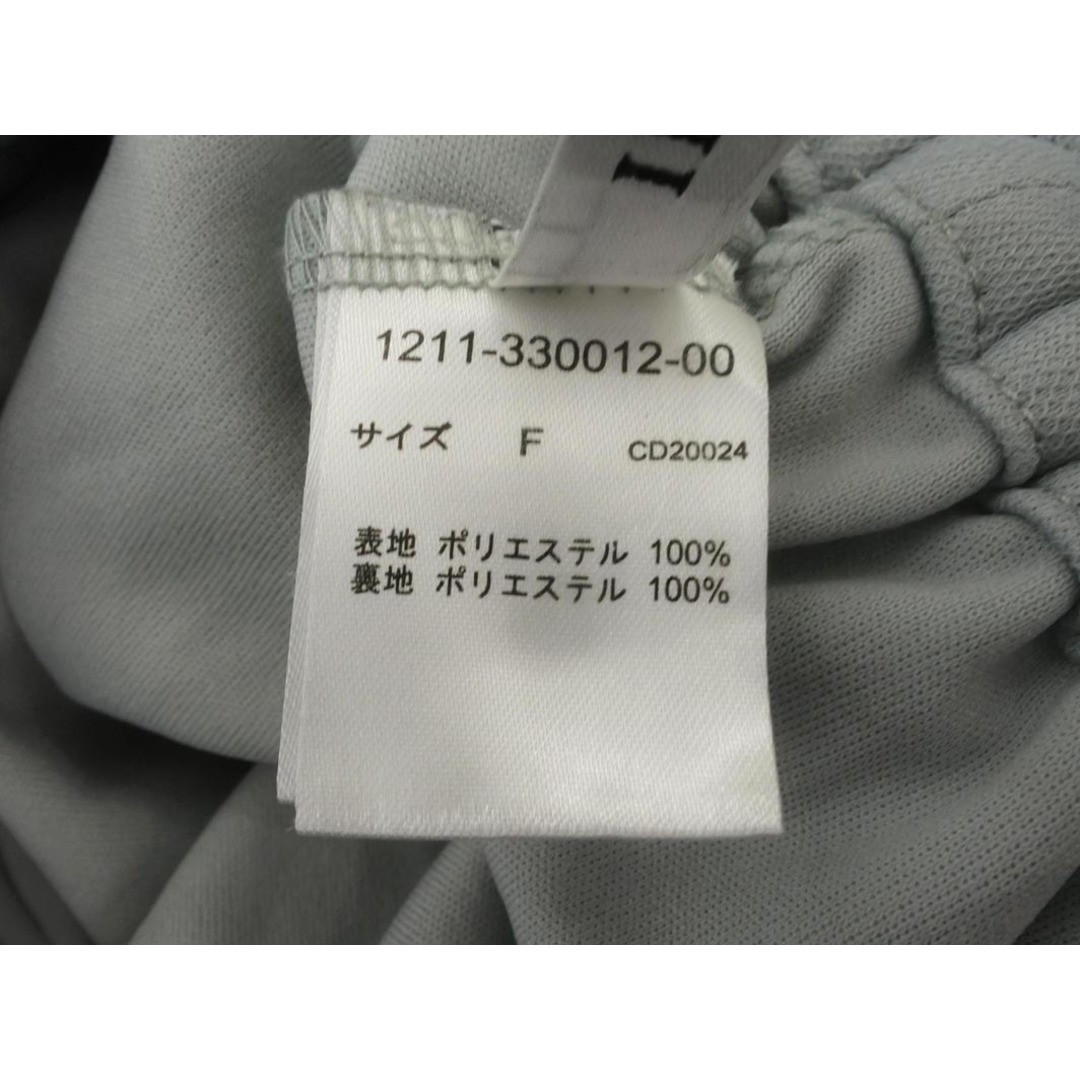 1211-330012-00
サイズ F CD20024
表地 ポリエステル 100%
裏地 ポリエステル 100%